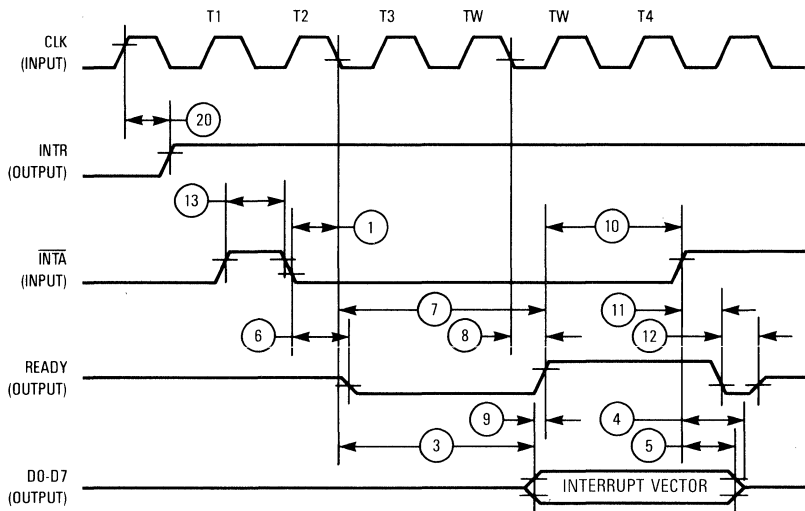 T1 T2 T3 TW TW T4
CLK
(INPUT)
20
INTR
(OUTPUT)
13
1
10
INTA
(INPUT)
7
11
6
8
12
READY
(OUTPUT)
9
4
3
5
D0-D7
(OUTPUT)
INTERRUPT VECTOR